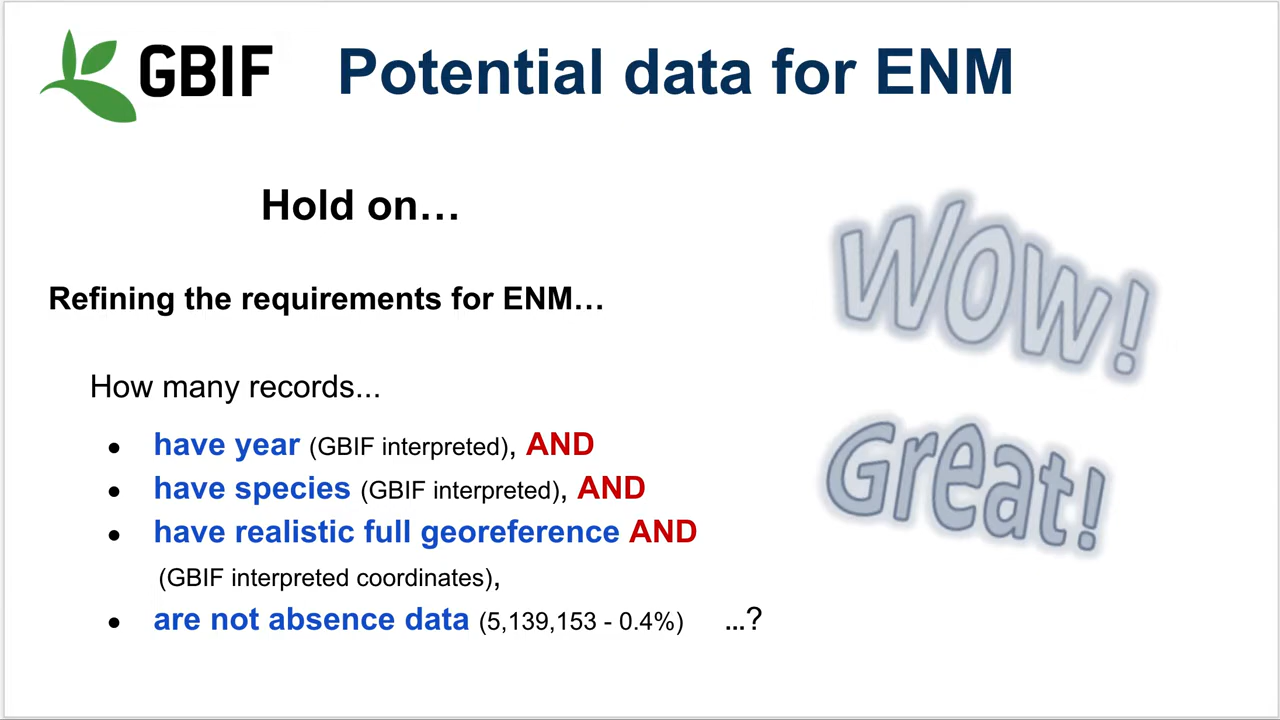 GBIF Potential data for ENM
Hold on…
Wow!
Refining the requirements for ENM…
How many records...
● have year (GBIF interpreted), AND
● have species (GBIF interpreted), AND
Great!
● have realistic full georeference AND
(GBIF interpreted coordinates),
● are not absence data (5,139,153 - 0.4%) ...?